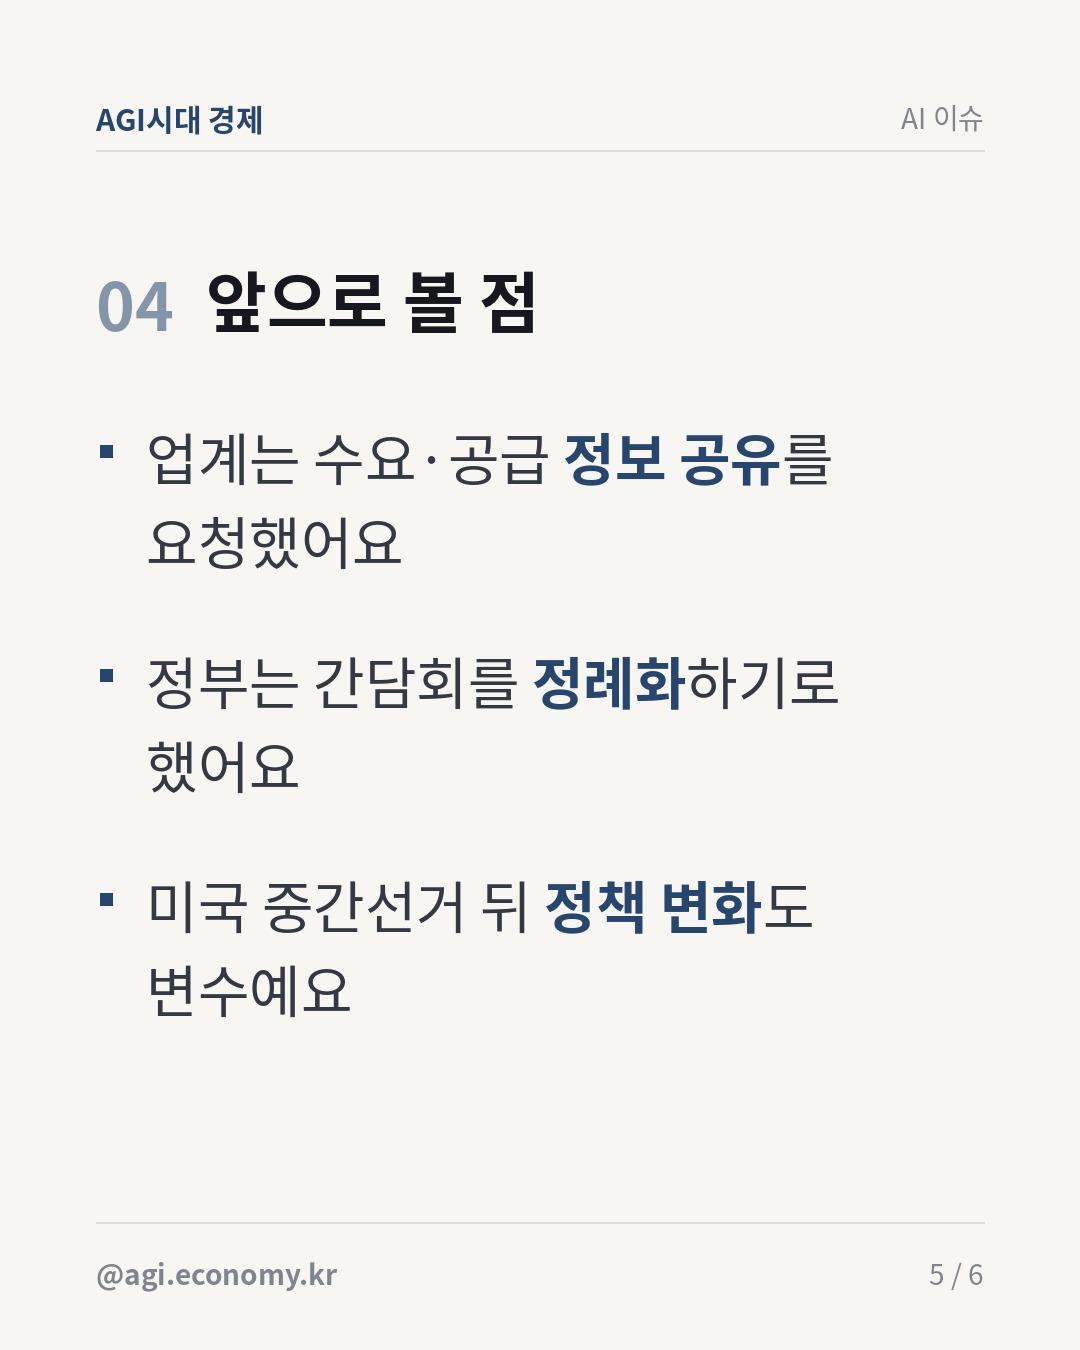 AGI시대 경제
AI 이슈
04 앞으로 볼 점
▪ 업계는 수요·공급 정보 공유를
요청했어요
▪ 정부는 간담회를 정례화하기로
했어요
▪ 미국 중간선거 뒤 정책 변화도
변수예요
@agi.economy.kr
5 / 6